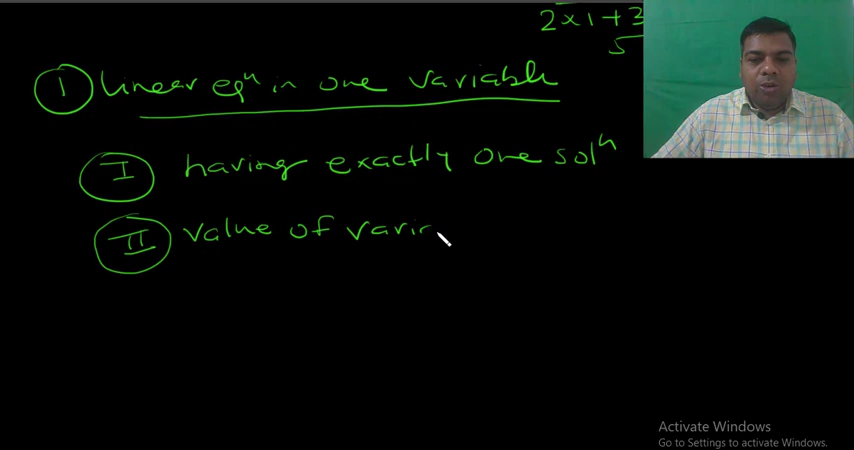 2x1+3
5
① linear eqⁿ in one variable
Ⅰ having exactly one solⁿ
Ⅱ value of varia
Activate Windows
Go to Settings to activate Windows.